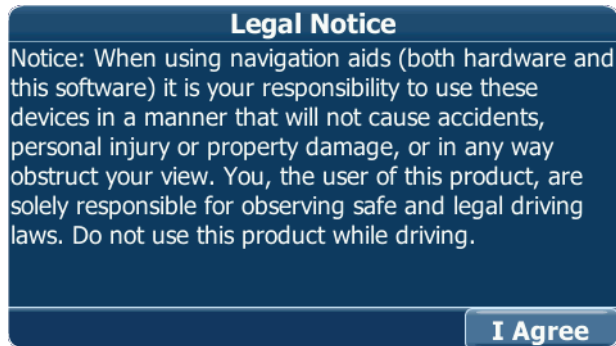 Legal Notice
Notice: When using navigation aids (both hardware and
this software) it is your responsibility to use these
devices in a manner that will not cause accidents,
personal injury or property damage, or in any way
obstruct your view. You, the user of this product, are
solely responsible for observing safe and legal driving
laws. Do not use this product while driving.
I Agree